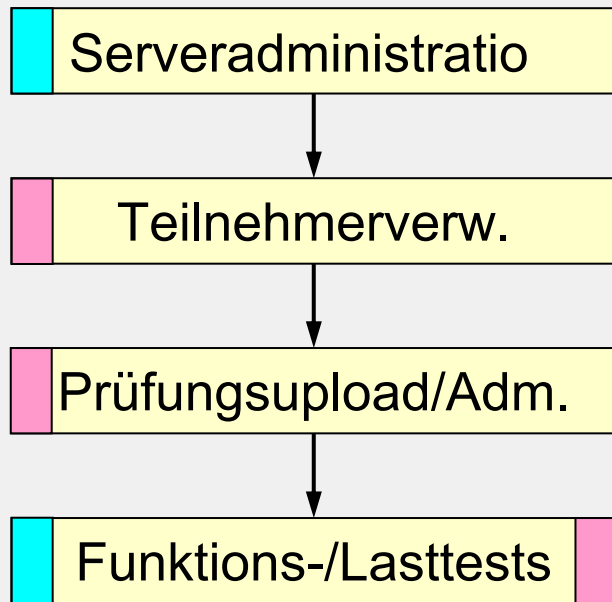 Serveradministratio
Teilnehmerverw.
Prüfungsupload/Adm.
Funktions-/Lasttests